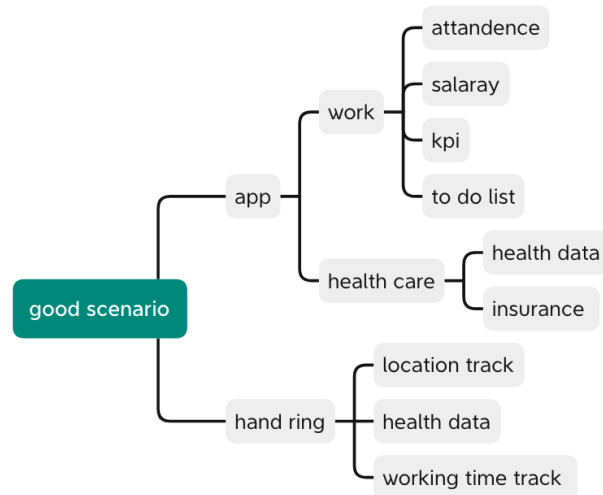 good scenario
app
work
attandence
salaray
kpi
to do list
health care
health data
insurance
hand ring
location track
health data
working time track